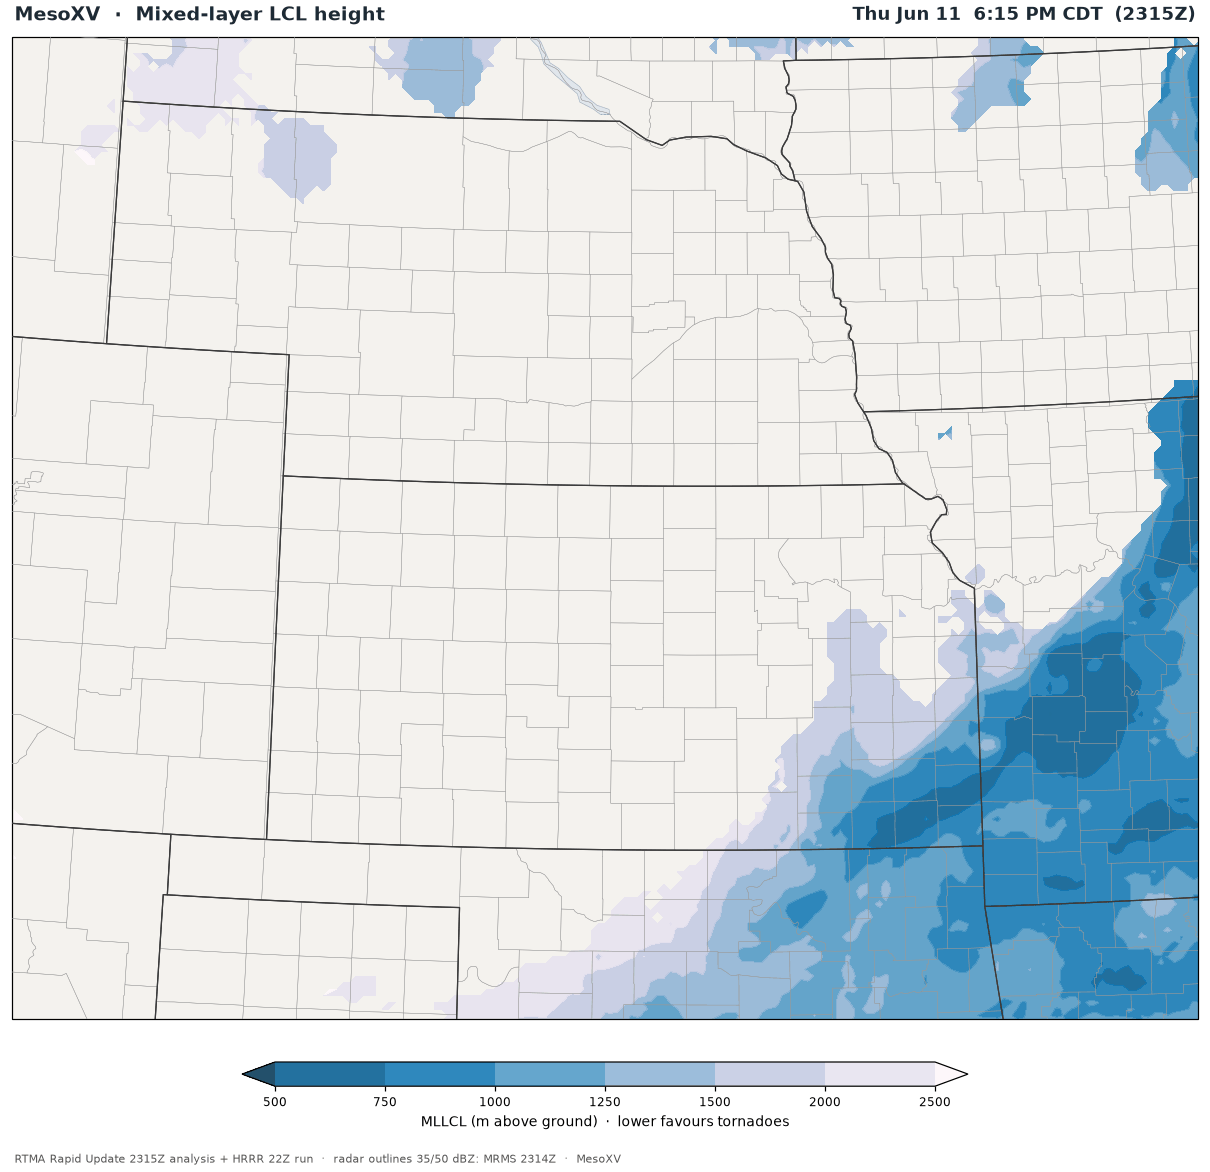 MesoXV · Mixed-layer LCL height
Thu Jun 11 6:15 PM CDT (2315Z)
500 750 1000 1250 1500 2000 2500
MLLCL (m above ground) · lower favours tornadoes
RTMA Rapid Update 2315Z analysis + HRRR 22Z run · radar outlines 35/50 dBZ: MRMS 2314Z · MesoXV